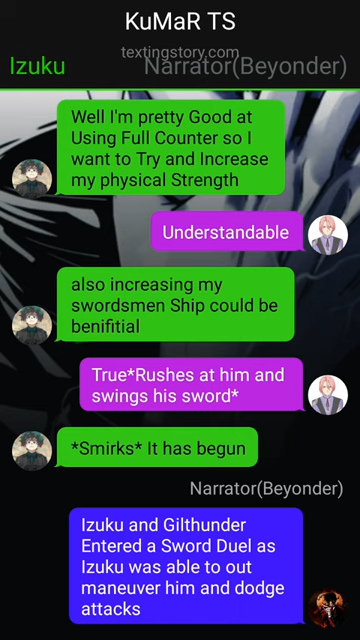 KuMaR TS
textingstory.com
Izuku
Narrator(Beyonder)
Well I'm pretty Good at
Using Full Counter so I
want to Try and Increase
my physical Strength
Understandable
also increasing my
swordsmen Ship could be
benifitial
True*Rushes at him and
swings his sword*
*Smirks* It has begun
Narrator(Beyonder)
Izuku and Gilthunder
Entered a Sword Duel as
Izuku was able to out
maneuver him and dodge
attacks